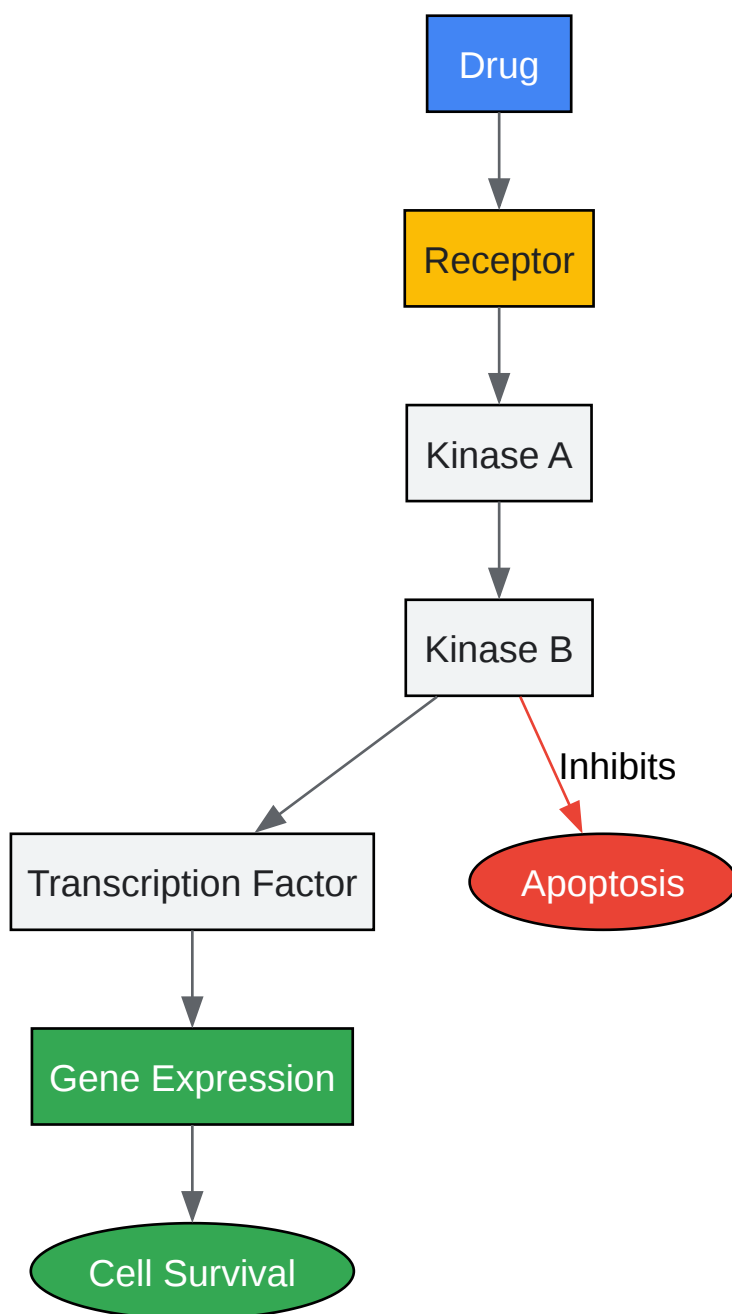 Drug
Receptor
Kinase A
Kinase B
Inhibits
Transcription Factor
Apoptosis
Gene Expression
Cell Survival